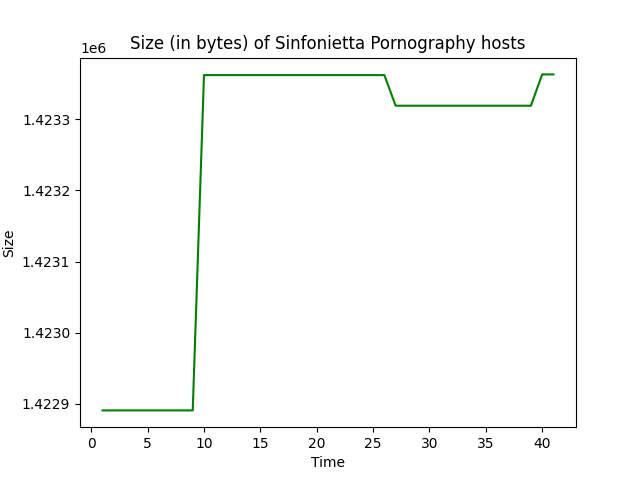 Size (in bytes) of Sinfonietta Pornography hosts
1e6
1.4233
1.4232
1.4231
1.4230
1.4229
Size
0 5 10 15 20 25 30 35 40
Time